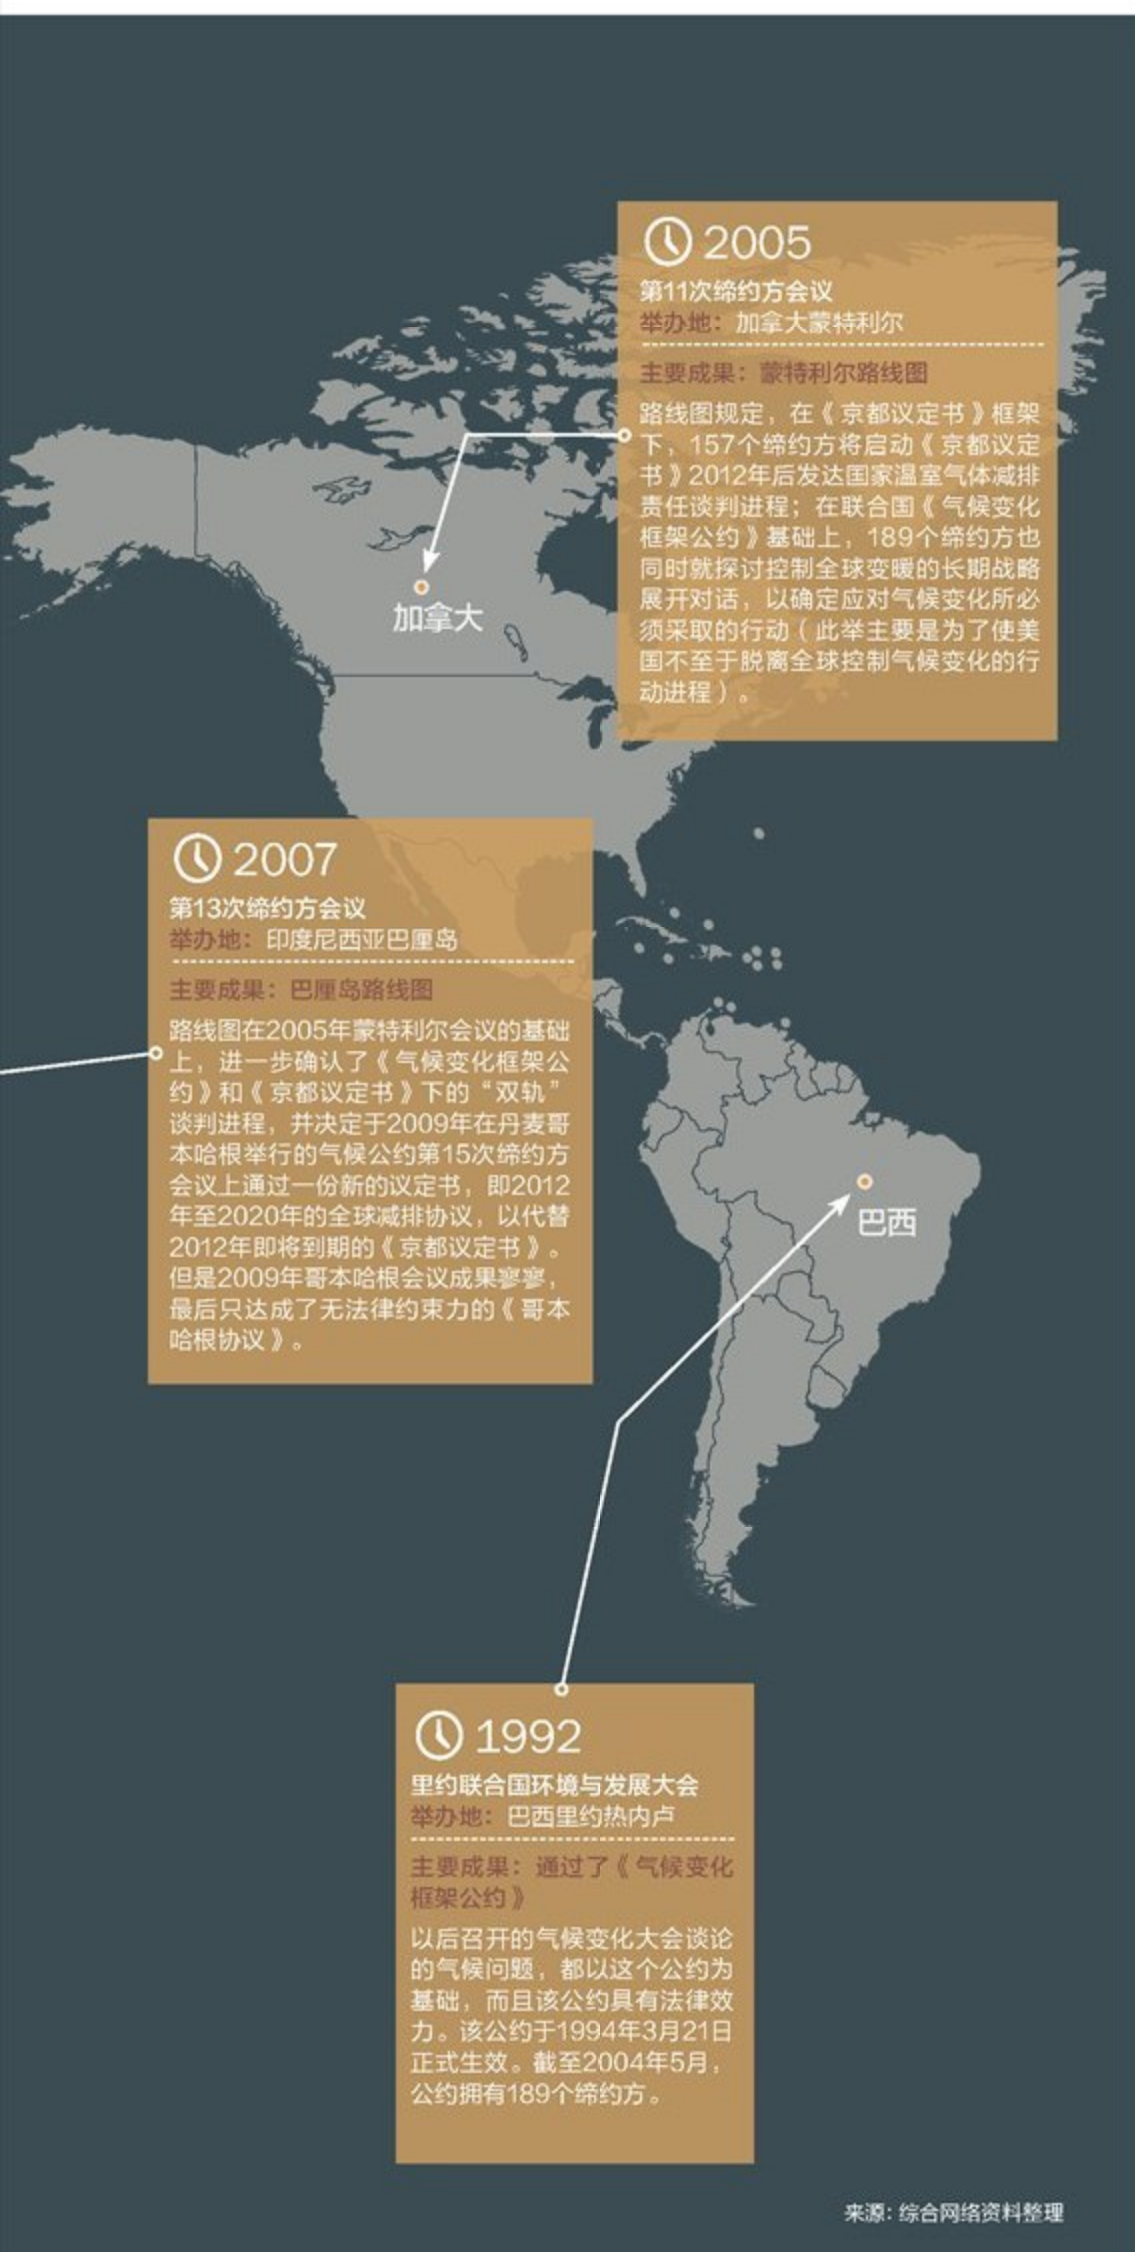 2005
第11次缔约方会议
举办地：加拿大蒙特利尔
主要成果：蒙特利尔路线图
路线图规定，在《京都议定书》框架
下，157个缔约方将启动《京都议定
书》2012年后发达国家温室气体减排
责任谈判进程；在联合国《气候变化
框架公约》基础上，189个缔约方也
同时就探讨控制全球变暖的长期战略
展开对话，以确定应对气候变化所必
须采取的行动（此举主要是为了使美
国不至于脱离全球控制气候变化的行
动进程）。
加拿大
2007
第13次缔约方会议
举办地：印度尼西亚巴厘岛
主要成果：巴厘岛路线图
路线图在2005年蒙特利尔会议的基础
上，进一步确认了《气候变化框架公
约》和《京都议定书》下的“双轨”
谈判进程，并决定于2009年在丹麦哥
本哈根举行的气候公约第15次缔约方
会议上通过一份新的议定书，即2012
年至2020年的全球减排协议，以代替
2012年即将到期的《京都议定书》。
但是2009年哥本哈根会议成果寥寥，
最后只达成了无法律约束力的《哥本
哈根协议》。
巴西
1992
里约联合国环境与发展大会
举办地：巴西里约热内卢
主要成果：通过了《气候变化
框架公约》
以后召开的气候变化大会谈论
的气候问题，都以这个公约为
基础，而且该公约具有法律效
力。该公约于1994年3月21日
正式生效。截至2004年5月，
公约拥有189个缔约方。
来源：综合网络资料整理